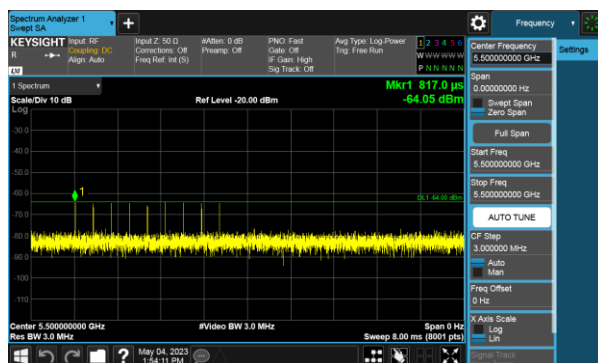 Spectrum Analyzer 1
Swept SA
Frequency
KEYSIGHT
R
LXI
Input: RF
Coupling: DC
Align: Auto
Input Z: 50 Ω
Corrections: Off
Freq Ref: Int (S)
#Atten: 0 dB
Preamp: Off
PNO: Fast
Gate: Off
IF Gain: High
Sig Track: Off
Avg Type: Log-Power
Trig: Free Run
1 2 3 4 5 6
W W W W W W
P N N N N N
Center Frequency
5.500000000 GHz
Settings
Span
0.00000000 Hz
Swept Span
Zero Span
Full Span
Start Freq
5.500000000 GHz
Stop Freq
5.500000000 GHz
AUTO TUNE
CF Step
3.000000 MHz
Auto
Man
Freq Offset
0 Hz
X Axis Scale
Log
Lin
Signal Track
1 Spectrum
Scale/Div 10 dB
Ref Level -20.00 dBm
Mkr1 817.0 µs
-64.05 dBm
Log
-30.0
-40.0
-50.0
-60.0
-70.0
-80.0
-90.0
-100
-110
1
DL1 -64.00 dBm
Center 5.500000000 GHz
Res BW 3.0 MHz
#Video BW 3.0 MHz
Span 0 Hz
Sweep 8.00 ms (8001 pts)
?
May 04, 2023
1:54:11 PM